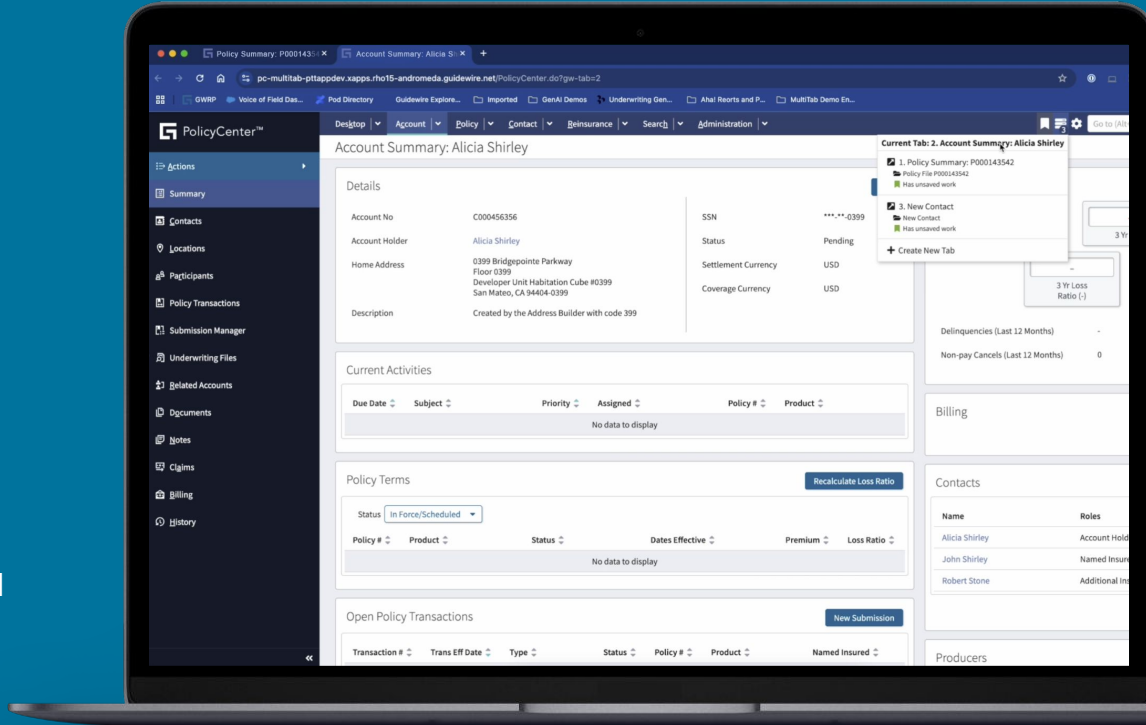 Policy Summary: P00014354
Account Summary: Alicia Sh
pc-multitab-pttappdev.xapps.rho15-andromeda.guidewire.net/PolicyCenter.do?gw-tab=2
GWRP Voice of Field Das... Pod Directory Guidewire Explore... Imported GenAI Demos Underwriting Gen... Aha! Reorts and P... MultiTab Demo En...
PolicyCenter™
Desktop Account Policy Contact Reinsurance Search Administration
3
Go to (Alt
Account Summary: Alicia Shirley
Current Tab: 2. Account Summary: Alicia Shirley
1. Policy Summary: P000143542
Policy File P000143542
Has unsaved work
3. New Contact
New Contact
Has unsaved work
+ Create New Tab
Actions
Summary
Contacts
Locations
Participants
Policy Transactions
Submission Manager
Underwriting Files
Related Accounts
Documents
Notes
Claims
Billing
History
«
Details
Account No C000456356
Account Holder Alicia Shirley
Home Address 0399 Bridgepointe Parkway
Floor 0399
Developer Unit Habitation Cube #0399
San Mateo, CA 94404-0399
Description Created by the Address Builder with code 399
SSN ***-**-0399
Status Pending
Settlement Currency USD
Coverage Currency USD
-
3 Yr
-
3 Yr Loss
Ratio (-)
Delinquencies (Last 12 Months) -
Non-pay Cancels (Last 12 Months) 0
Current Activities
Due Date Subject Priority Assigned Policy # Product
No data to display
Billing
Policy Terms
Recalculate Loss Ratio
Status In Force/Scheduled
Policy # Product Status Dates Effective Premium Loss Ratio
No data to display
Contacts
Name Roles
Alicia Shirley Account Hold
John Shirley Named Insure
Robert Stone Additional Ins
Open Policy Transactions
New Submission
Transaction # Trans Eff Date Type Status Policy # Product Named Insured
Producers